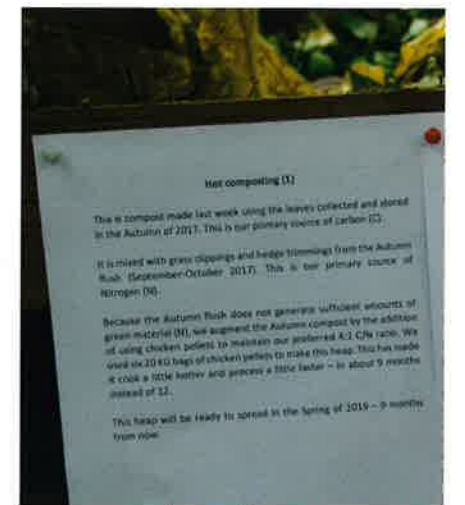 Hot composting (1)
This is compost made last week using the leaves collected and stored
in the Autumn of 2017. This is our primary source of carbon (C).
It is mixed with grass clippings and hedge trimmings from the Autumn
flush (September-October 2017). This is our primary source of
Nitrogen (N).
Because the Autumn flush does not generate sufficient amounts of
green material (N), we augment the Autumn compost by the addition
of using chicken pellets to maintain our preferred 4:1 C/N ratio. We
used six 20 KG bags of chicken pellets to make this heap. This has made
it cook a little hotter and process a little faster – in about 9 months
instead of 12.
This heap will be ready to spread in the Spring of 2019 – 9 months
from now.